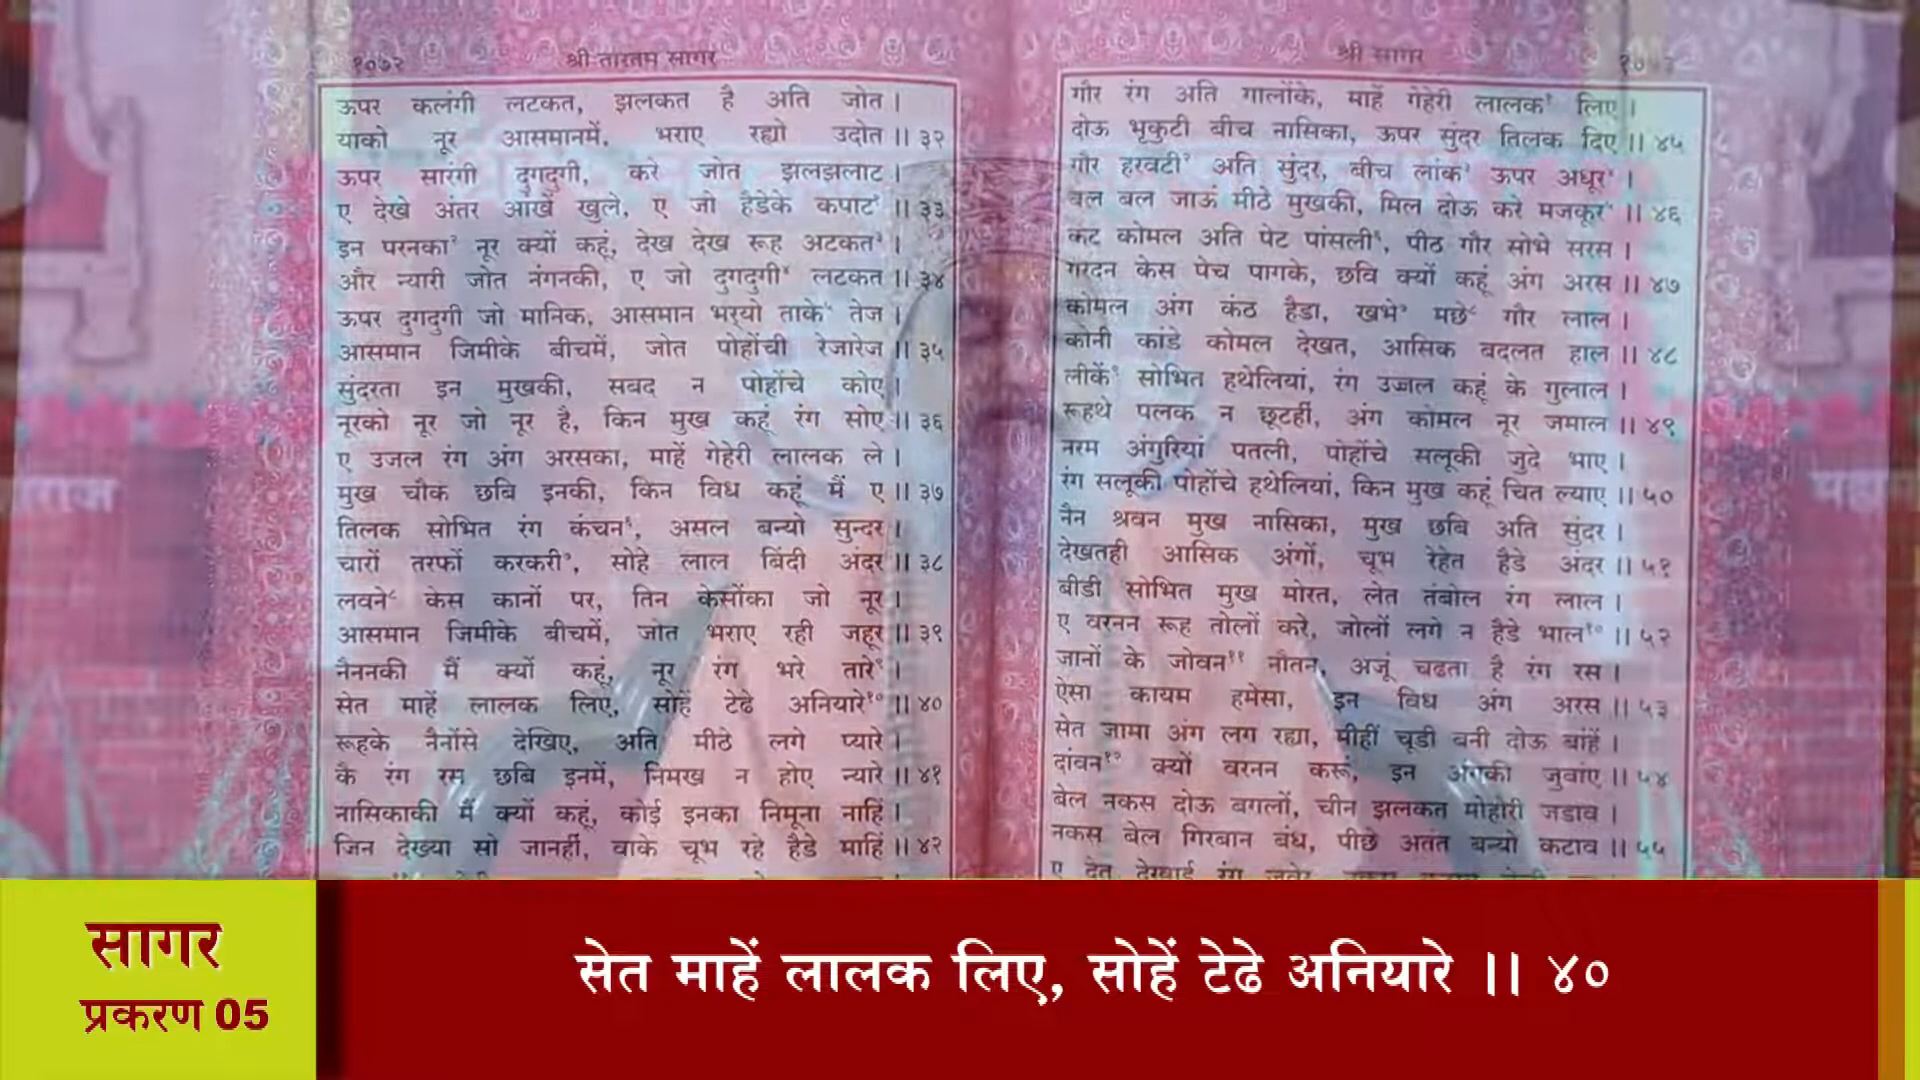 १०७२ श्री तारतम सागर
ऊपर कलंगी लटकत, झलकत है अति जोत ।
याको नूर आसमानमें, भराए रह्यो उदोत ।। ३२
ऊपर सारंगी दुगदुगी, करे जोत झलझलाट ।
ए देखे अंतर आंखें खुले, ए जो हैडेके कपाट ।। ३३
इन परनका नूर क्यों कहूं, देख देख रूह अटकत ।
और न्यारी जोत नंगनकी, ए जो दुगदुगी लटकत ।। ३४
ऊपर दुगदुगी जो मानिक, आसमान भर्‌यो ताके तेज ।
आसमान जिमीके बीचमें, जोत पोहोंची रेजारेज ।। ३५
सुंदरता इन मुखकी, सबद न पोहोंचे कोए ।
नूरको नूर जो नूर है, किन मुख कहूं रंग सोए ।। ३६
ए उजल रंग अंग अरसका, माहें गेहेरी लालक ले ।
मुख चौक छबि इनकी, किन विध कहूं मैं ए ।। ३७
तिलक सोभित रंग कंचन, असल बन्यो सुन्दर ।
चारों तरफों करकरी, सोहे लाल बिंदी अंदर ।। ३८
लवने केस कानों पर, तिन केसोंका जो नूर ।
आसमान जिमीके बीचमें, जोत भराए रही जहूर ।। ३९
नैननकी मैं क्यों कहूं, नूर रंग भरे तारे ।
सेत माहें लालक लिए, सोहें टेढे अनियारे ।। ४०
रूहके नैनोंसे देखिए, अति मीठे लगे प्यारे ।
कै रंग रस छबि इनमें, निमख न होए न्यारे ।। ४१
नासिकाकी मैं क्यों कहूं, कोई इनका निमूना नाहिं ।
जिन देख्या सो जानहीं, वाके चूभ रहे हैडे माहिं ।। ४२
श्री सागर
गौर रंग अति गालोंके, माहें गेहेरी लालक लिए ।
दोऊ भृकुटी बीच नासिका, ऊपर सुंदर तिलक दिए ।। ४५
गौर हरवटी अति सुंदर, बीच लांक ऊपर अधूर ।
बल बल जाऊं मीठे मुखकी, मिल दोऊ करे मजकूर ।। ४६
कट कोमल अति पेट पांसली, पीठ गौर सोभे सरस ।
गरदन केस पेच पागके, छवि क्यों कहूं अंग अरस ।। ४७
कोमल अंग कंठ हैडा, खभे मछे गौर लाल ।
कोनी कांडे कोमल देखत, आसिक बदलत हाल ।। ४८
लीकें सोभित हथेलियां, रंग उज्जल कहूं के गुलाल ।
रूहथे पलक न छूटहीं, अंग कोमल नूर जमाल ।। ४९
नरम अंगुरियां पतली, पोहोंचे सलूकी जुदे भाए ।
रंग सलूकी पोहोंचे हथेलियां, किन मुख कहूं चित ल्याए ।। ५०
नैन श्रवन मुख नासिका, मुख छबि अति सुंदर ।
देखतही आसिक अंगों, चूभ रेहेत हैडे अंदर ।। ५१
बीडी सोभित मुख मोरत, लेत तंबोल रंग लाल ।
ए वरनन रूह तोलों करे, जोलों लगे न हैडे भाल१० ।। ५२
जानों के जोवन११ नौतन, अजूं चढता है रंग रस ।
ऐसा कायम हमेसा, इन विध अंग अरस ।। ५३
सेत जामा अंग लग रह्या, मीहीं चूडी बनी दोऊ बांहें ।
दांवन१२ क्यों वरनन करूं, इन अंगकी जुवांए ।। ५४
बेल नकस दोऊ बगलों, चीन झलकत मोहोरी जडाव ।
नकस बेल गिरबान बंध, पीछे अतंत बन्यो कटाव ।। ५५
सागर
प्रकरण 05
सेत माहें लालक लिए, सोहें टेढे अनियारे ।। ४०